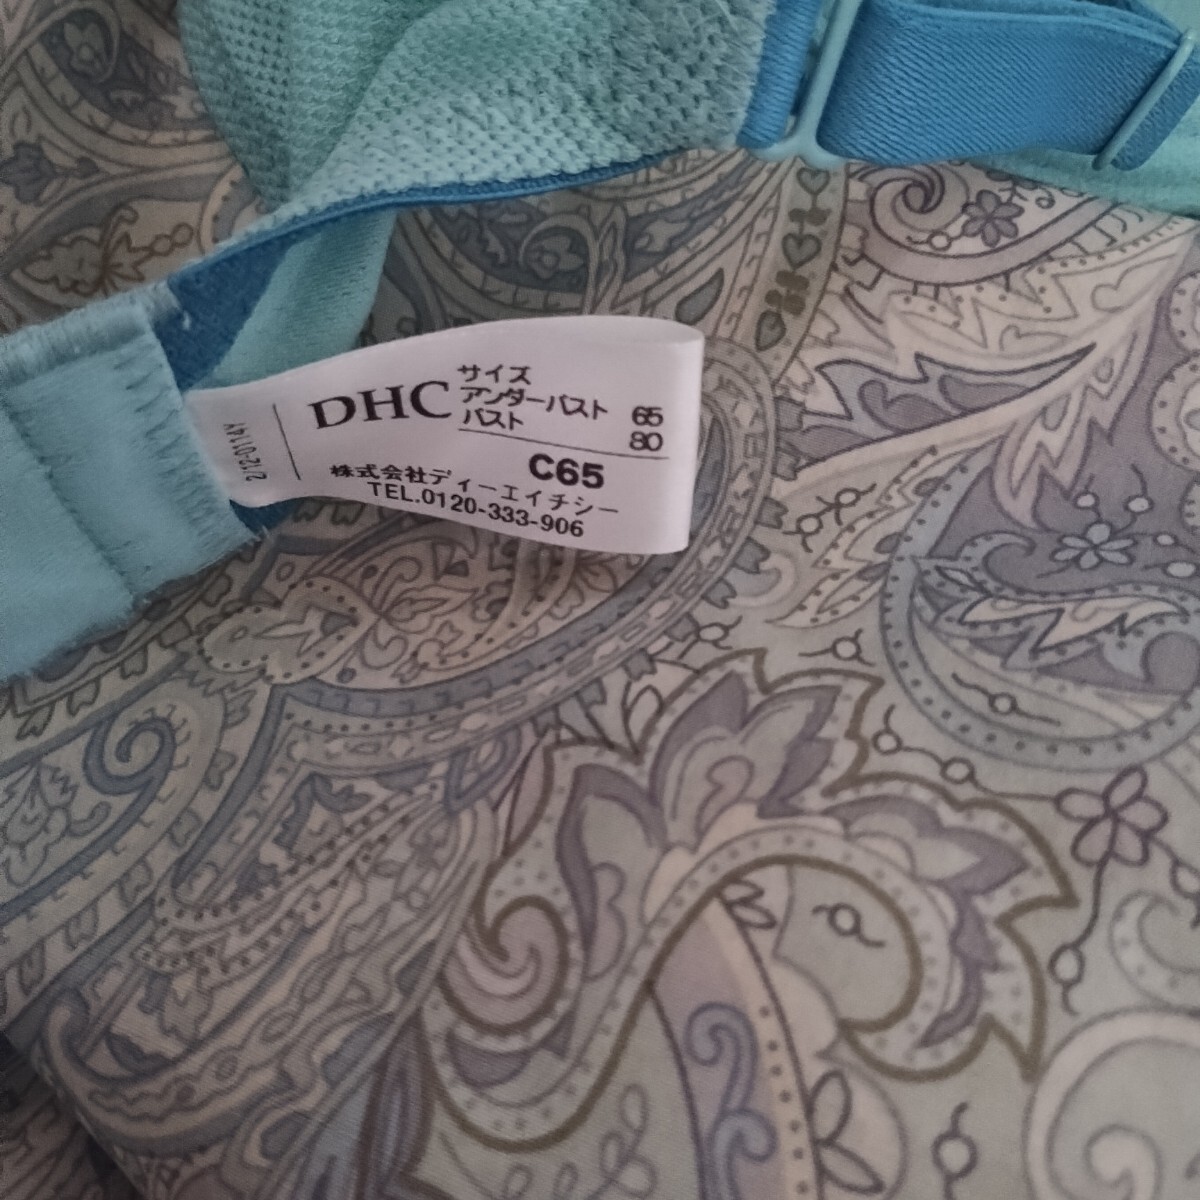 DHC
サイズ
アンダーバスト 65
バスト 80
C65
株式会社ディーエイチシー
TEL.0120-333-906